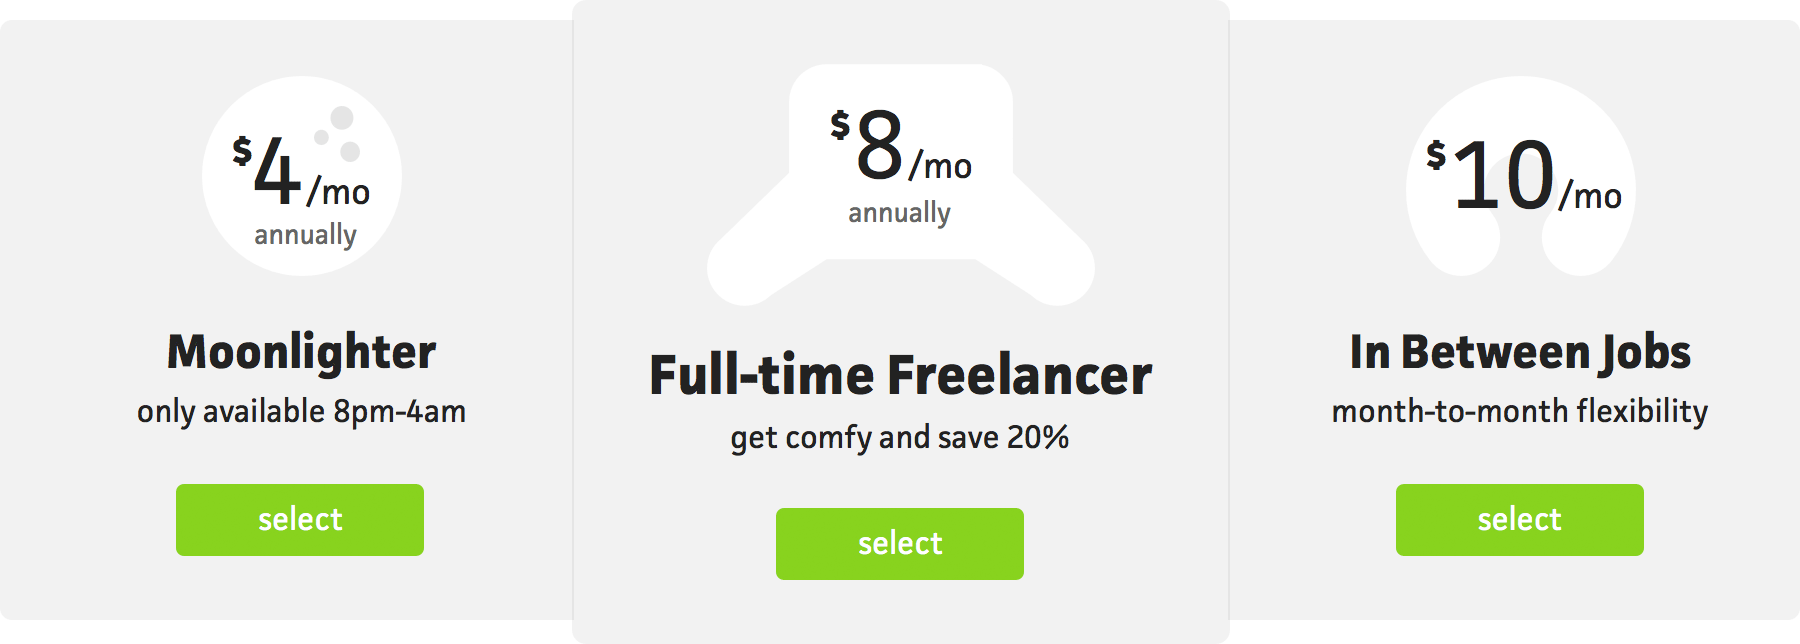 $4/mo
annually
Moonlighter
only available 8pm-4am
select
$8/mo
annually
Full-time Freelancer
get comfy and save 20%
select
$10/mo
In Between Jobs
month-to-month flexibility
select